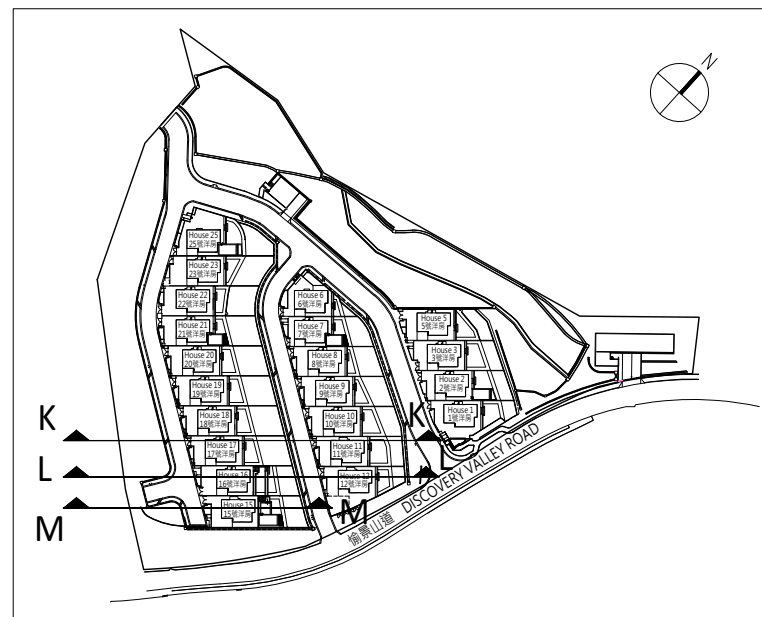 N
House 25
25號洋房
House 23
23號洋房
House 22
22號洋房
House 21
21號洋房
House 20
20號洋房
House 19
19號洋房
House 18
18號洋房
House 17
17號洋房
House 16
16號洋房
House 15
15號洋房
House 6
6號洋房
House 7
7號洋房
House 8
8號洋房
House 9
9號洋房
House 10
10號洋房
House 11
11號洋房
House 12
12號洋房
House 5
5號洋房
House 3
3號洋房
House 2
2號洋房
House 1
1號洋房
K
K
L
L
M
M
愉景山道 DISCOVERY VALLEY ROAD